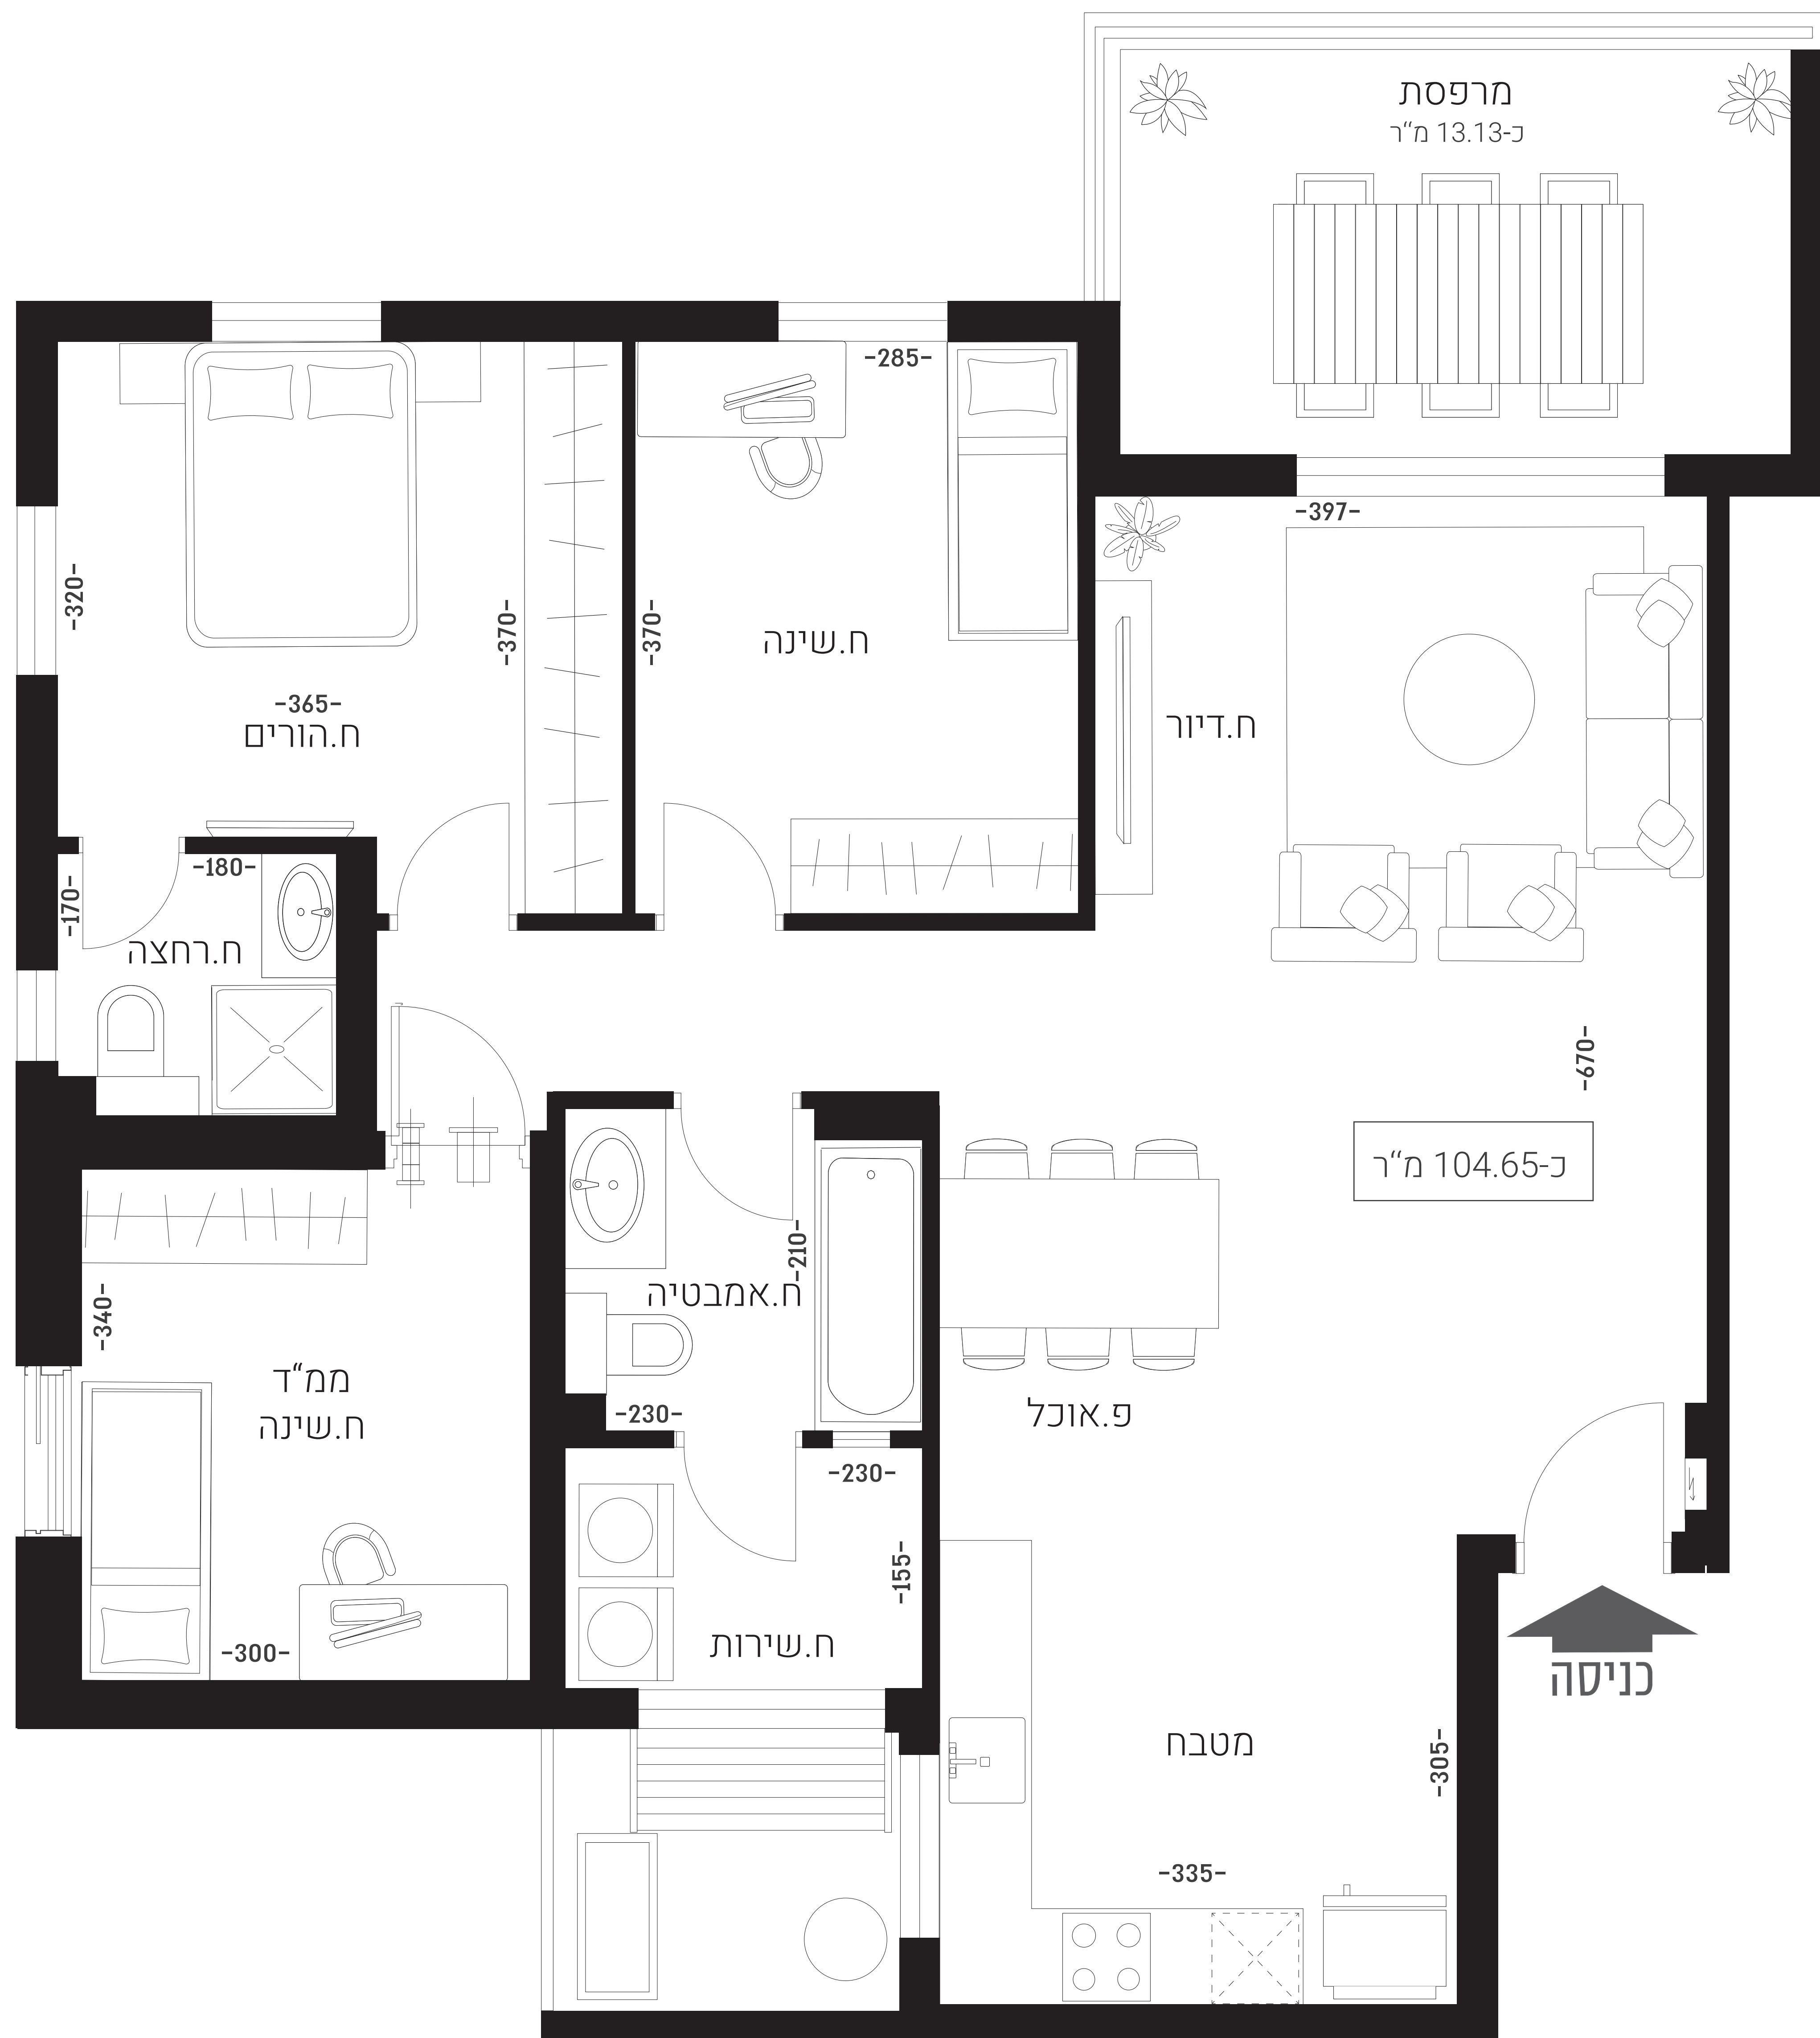 מרפסת
כ-13.13 מ“ר
-285-
-397-
-320-
-370-
-370-
ח.שינה
-365-
ח.הורים
ח.דיור
-180-
-170-
ח.רחצה
-670-
כ-104.65 מ“ר
-210-
ח.אמבטיה
-340-
ממ“ד
ח.שינה
-230-
פ.אוכל
-230-
-155-
-300-
ח.שירות
כניסה
מטבח
-305-
-335-